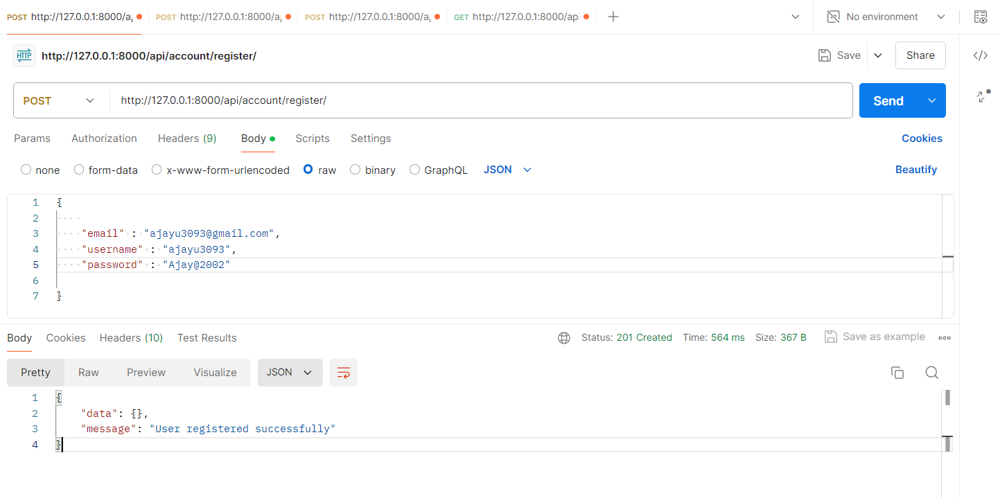 POST http://127.0.0.1:8000/a POST http://127.0.0.1:8000/a POST http://127.0.0.1:8000/a GET http://127.0.0.1:8000/ap No environment
HTTP http://127.0.0.1:8000/api/account/register/ Save Share
POST http://127.0.0.1:8000/api/account/register/ Send
Params Authorization Headers (9) Body Scripts Settings Cookies
none form-data x-www-form-urlencoded raw binary GraphQL JSON Beautify
1 {
2
3 "email" : "ajayu3093@gmail.com",
4 "username" : "ajayu3093",
5 "password" : "Ajay@2002"
6
7 }
Body Cookies Headers (10) Test Results Status: 201 Created Time: 564 ms Size: 367 B Save as example
Pretty Raw Preview Visualize JSON
1 {
2 "data": {},
3 "message": "User registered successfully"
4 }